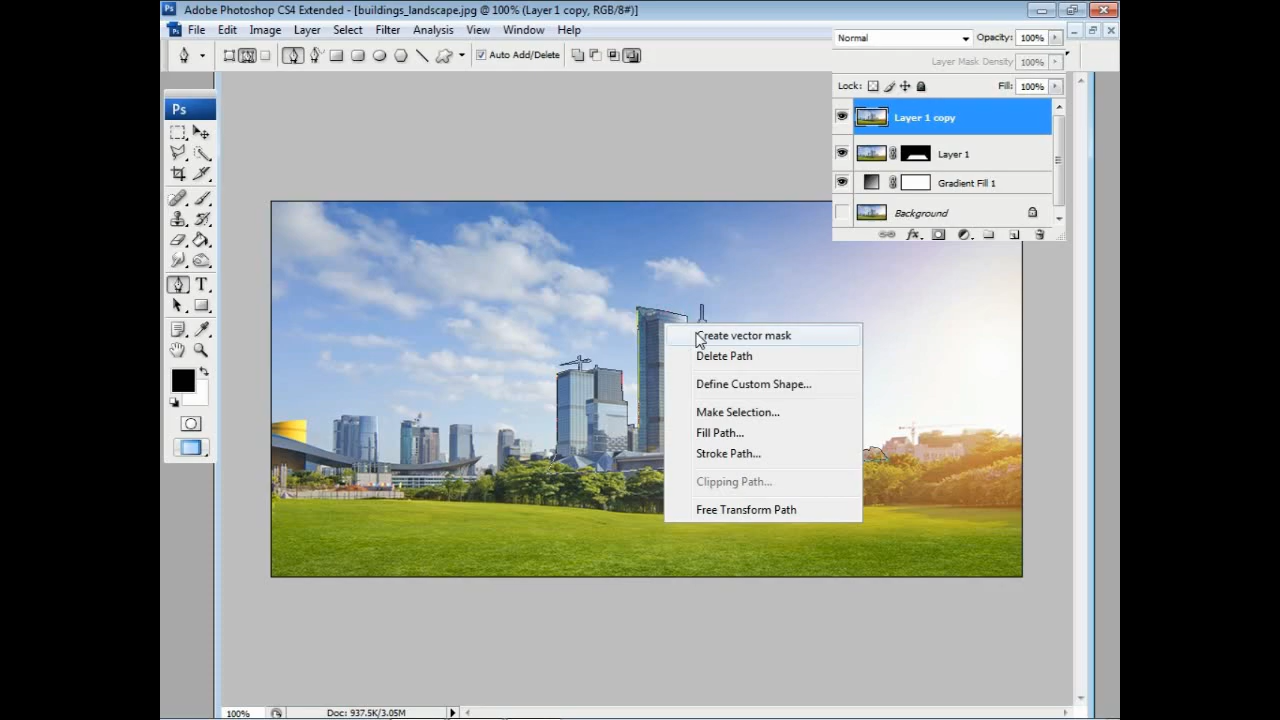 Adobe Photoshop CS4 Extended - [buildings_landscape.jpg @ 100% (Layer 1 copy, RGB/8#)]
Ps File Edit Image Layer Select Filter Analysis View Window Help
Auto Add/Delete
Normal Opacity: 100%
Layer Mask Density: 100%
Lock: Fill: 100%
Layer 1 copy
Layer 1
Gradient Fill 1
Background
fx
Ps
T
Create vector mask
Delete Path
Define Custom Shape...
Make Selection...
Fill Path...
Stroke Path...
Clipping Path...
Free Transform Path
100% Doc: 937.5K/3.05M